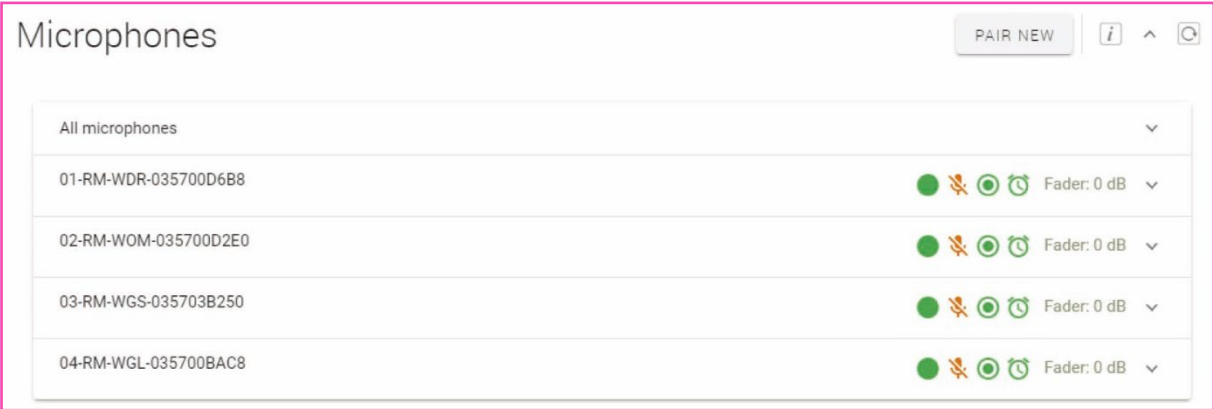 Microphones
PAIR NEW
i
All microphones
01-RM-WDR-035700D6B8
Fader: 0 dB
02-RM-WOM-035700D2E0
Fader: 0 dB
03-RM-WGS-035703B250
Fader: 0 dB
04-RM-WGL-035700BAC8
Fader: 0 dB